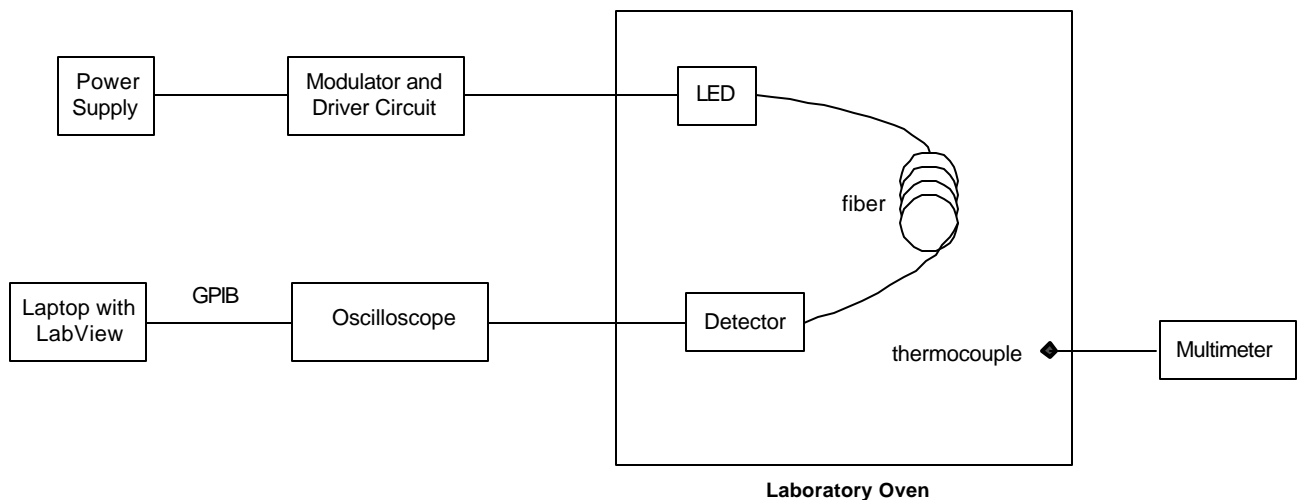 Power
Supply
Modulator and
Driver Circuit
LED
fiber
Laptop with
LabView
GPIB
Oscilloscope
Detector
thermocouple
Multimeter
Laboratory Oven